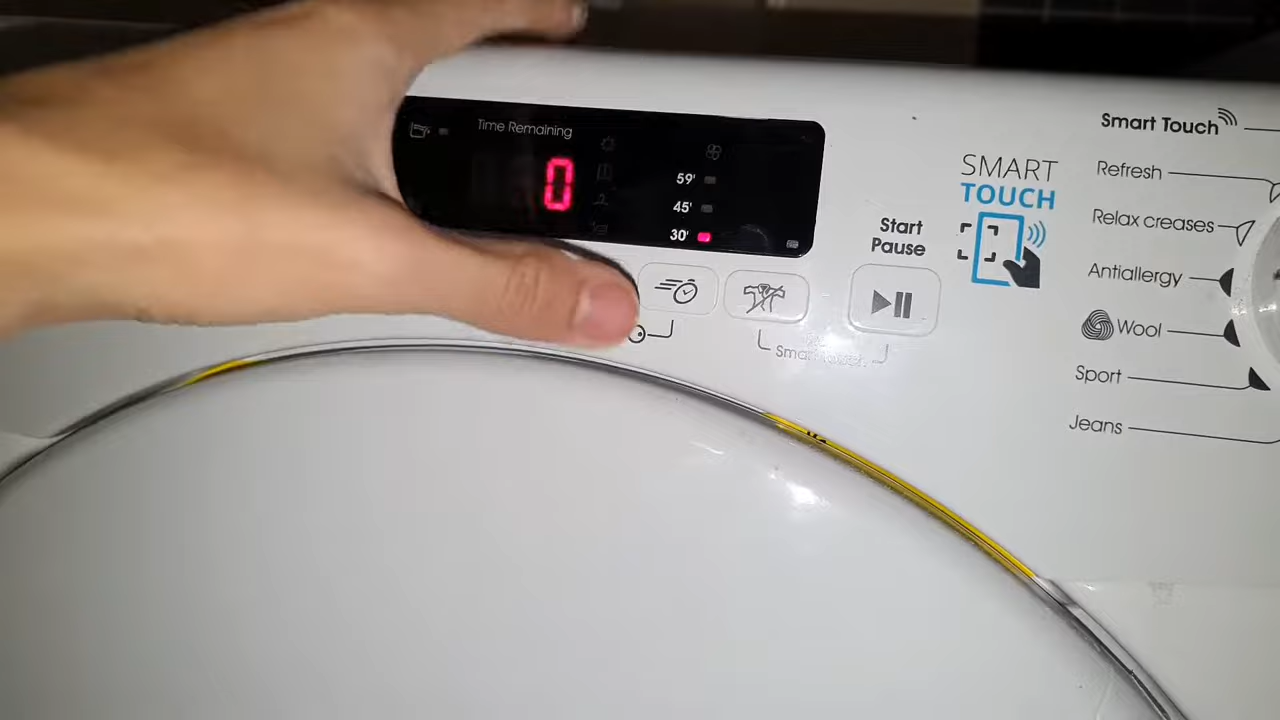 Time Remaining
0
59'
45'
30'
Start
Pause
SMART
TOUCH
Smart Touch
Refresh
Relax creases
Antiallergy
Wool
Sport
Jeans